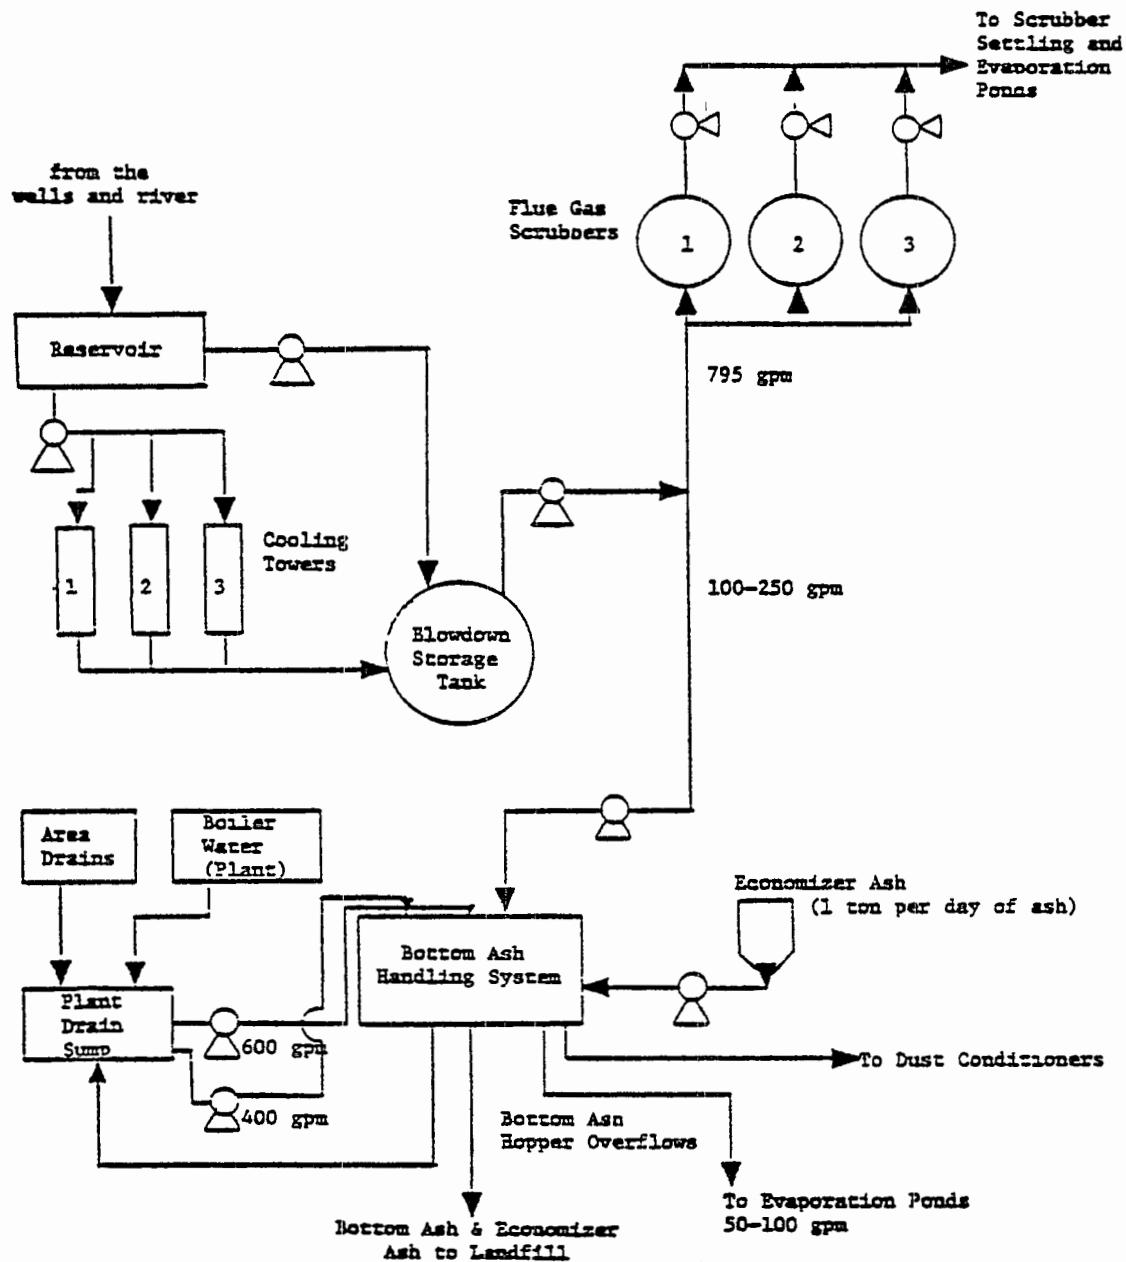 To Scrubber
Settling and
Evaporation
Ponds
from the
wells and river
Flue Gas
Scrubbers
1
2
3
Reservoir
795 gpm
Cooling
Towers
1
2
3
100-250 gpm
Blowdown
Storage
Tank
Area
Drains
Boiler
Water
(Plant)
Economizer Ash
(1 ton per day of ash)
Bottom Ash
Handling System
Plant
Drain
Sump
600 gpm
To Dust Conditioners
400 gpm
Bottom Ash
Hopper Overflows
To Evaporation Ponds
50-100 gpm
Bottom Ash & Economizer
Ash to Landfill